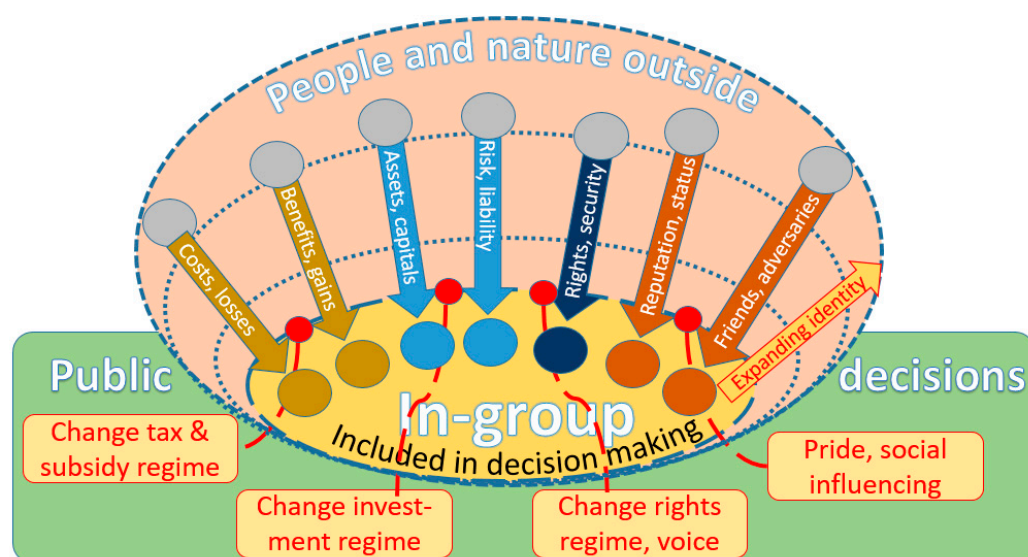 People and nature outside
Costs, losses
Benefits, gains
Assets, capitals
Risk, liability
Rights, security
Reputation, status
Friends, adversaries
Expanding identity
Public
decisions
In-group
Included in decision making
Change tax &
subsidy regime
Change invest-
ment regime
Change rights
regime, voice
Pride, social
influencing